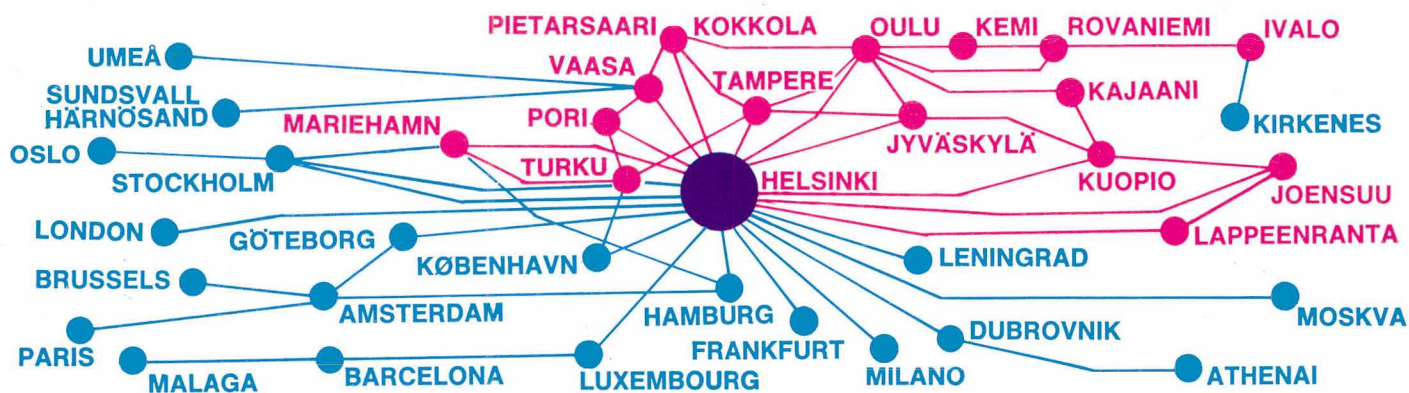 PIETARSAARI
KOKKOLA
OULU
KEMI
ROVANIEMI
IVALO
UMEÅ
VAASA
TAMPERE
SUNDSVALL
HÄRNÖSAND
KAJAANI
MARIEHAMN
PORI
KIRKENES
OSLO
STOCKHOLM
TURKU
JYVÄSKYLÄ
HELSINKI
KUOPIO
JOENSUU
LONDON
GÖTEBORG
LAPPEENRANTA
KØBENHAVN
LENINGRAD
BRUSSELS
AMSTERDAM
HAMBURG
MOSKVA
DUBROVNIK
PARIS
FRANKFURT
MALAGA
BARCELONA
LUXEMBOURG
MILANO
ATHENAI